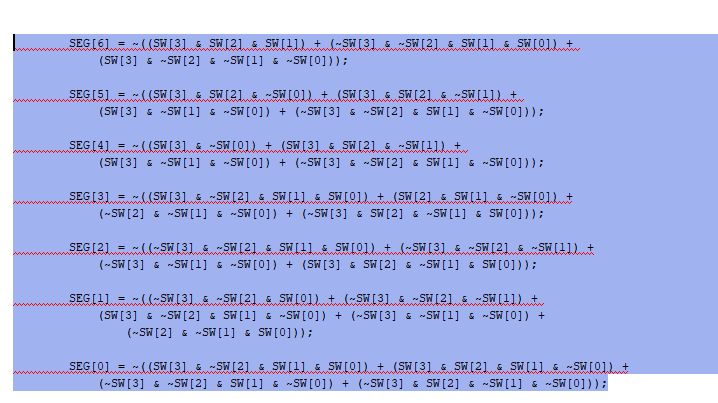 SEG[6] = ~((SW[3] & SW[2] & SW[1]) + (~SW[3] & ~SW[2] & SW[1] & SW[0]) +
(SW[3] & ~SW[2] & ~SW[1] & ~SW[0]));
SEG[5] = ~((SW[3] & SW[2] & ~SW[0]) + (SW[3] & SW[2] & ~SW[1]) +
(SW[3] & ~SW[1] & ~SW[0]) + (~SW[3] & ~SW[2] & SW[1] & ~SW[0]));
SEG[4] = ~((SW[3] & ~SW[0]) + (SW[3] & SW[2] & ~SW[1]) +
(SW[3] & ~SW[1] & ~SW[0]) + (~SW[3] & ~SW[2] & SW[1] & ~SW[0]));
SEG[3] = ~((SW[3] & ~SW[2] & SW[1] & SW[0]) + (SW[2] & SW[1] & ~SW[0]) +
(~SW[2] & ~SW[1] & ~SW[0]) + (~SW[3] & SW[2] & ~SW[1] & SW[0]));
SEG[2] = ~((~SW[3] & ~SW[2] & SW[1] & SW[0]) + (~SW[3] & ~SW[2] & ~SW[1]) +
(~SW[3] & ~SW[1] & ~SW[0]) + (SW[3] & SW[2] & ~SW[1] & SW[0]));
SEG[1] = ~((~SW[3] & ~SW[2] & SW[0]) + (~SW[3] & ~SW[2] & ~SW[1]) +
(SW[3] & ~SW[2] & SW[1] & ~SW[0]) + (~SW[3] & ~SW[1] & ~SW[0]) +
(~SW[2] & ~SW[1] & SW[0]));
SEG[0] = ~((SW[3] & ~SW[2] & SW[1] & SW[0]) + (SW[3] & SW[2] & SW[1] & ~SW[0]) +
(~SW[3] & ~SW[2] & SW[1] & ~SW[0]) + (~SW[3] & SW[2] & ~SW[1] & ~SW[0]));